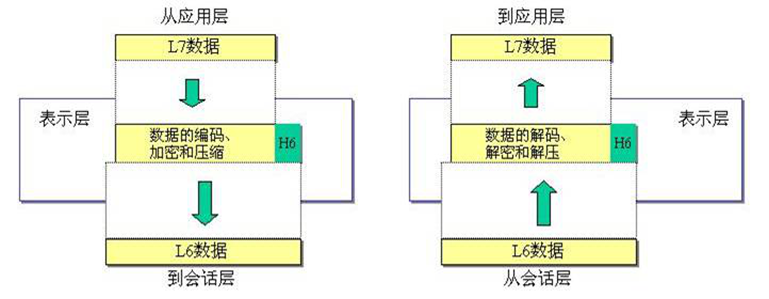 从应用层
L7数据
表示层
数据的编码、
加密和压缩
H6
L6数据
到会话层
到应用层
L7数据
数据的解码、
解密和解压
H6
表示层
L6数据
从会话层